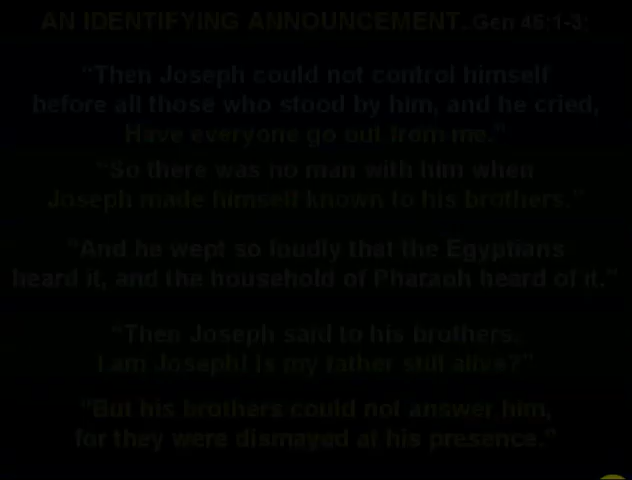 AN IDENTIFYING ANNOUNCEMENT. Gen 45:1-3:
"Then Joseph could not control himself
before all those who stood by him, and he cried,
Have everyone go out from me."
"So there was no man with him when
Joseph made himself known to his brothers."
"And he wept so loudly that the Egyptians
heard it, and the household of Pharaoh heard of it."
"Then Joseph said to his brothers.
I am Joseph! Is my father still alive?"
"But his brothers could not answer him,
for they were dismayed at his presence."